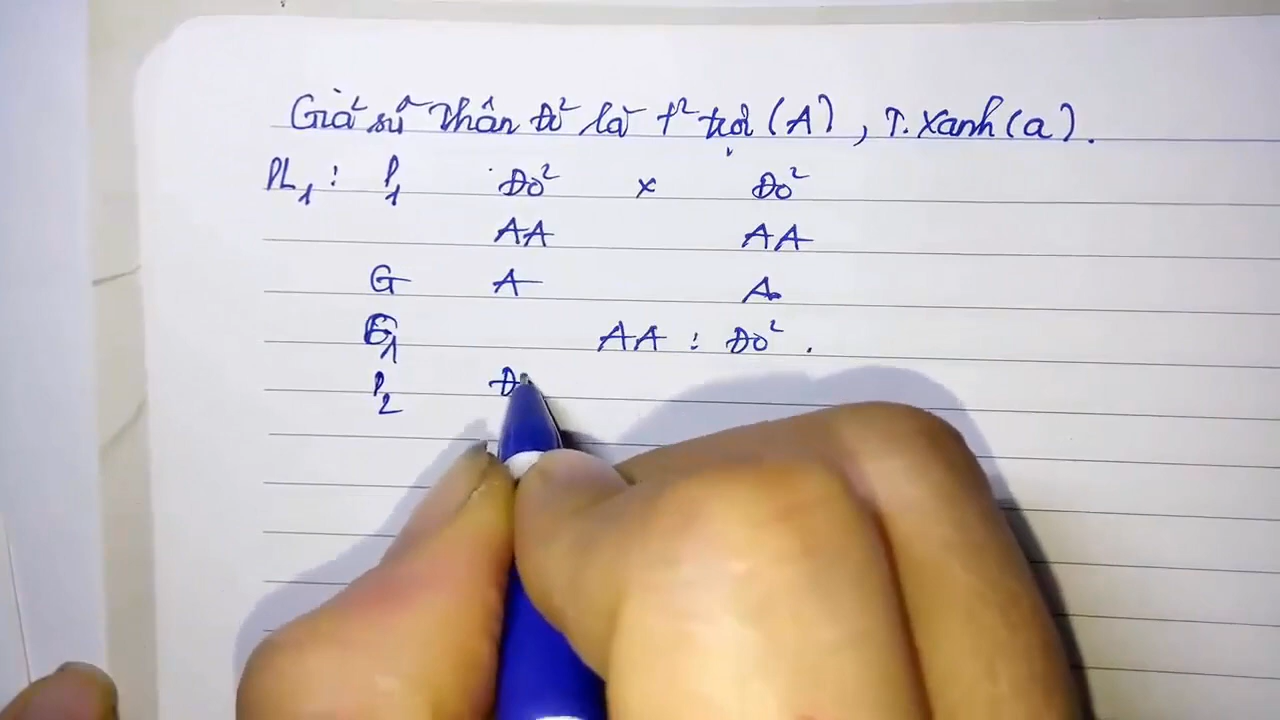 Giả sử thân đỏ là t² trội (A), T. Xanh (a).
PL₁ : P₁ Đỏ x Đỏ
AA AA
G A A
F₁ AA : Đỏ.
P₂ Đ